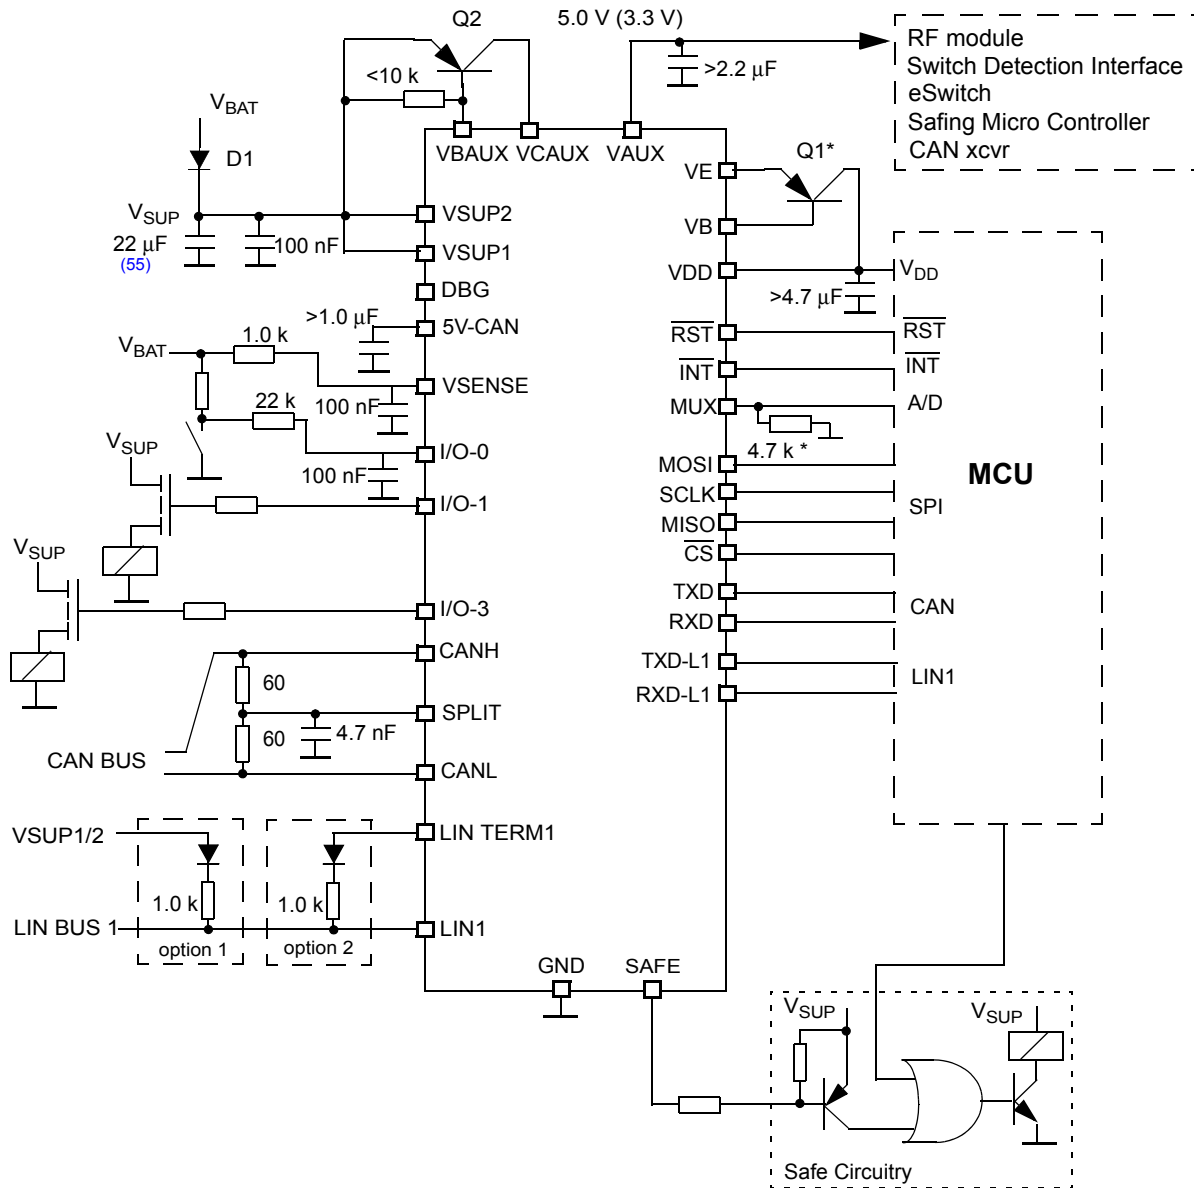 Q2
5.0 V (3.3 V)
RF module
Switch Detection Interface
eSwitch
Safing Micro Controller
CAN xcvr
>2.2 μF
<10 k
VBAT
D1
VBAUX
VCAUX
VAUX
VE
Q1*
VB
VSUP
22 μF
(55)
100 nF
VSUP2
VSUP1
VDD
VDD
>4.7 μF
DBG
>1.0 μF
5V-CAN
RST
RST
VBAT
1.0 k
INT
INT
VSENSE
100 nF
MUX
A/D
22 k
4.7 k *
VSUP
I/O-0
100 nF
MOSI
SCLK
SPI
MCU
I/O-1
MISO
CS
VSUP
TXD
CAN
I/O-3
RXD
CANH
TXD-L1
LIN1
RXD-L1
60
SPLIT
4.7 nF
60
CAN BUS
CANL
VSUP1/2
LIN TERM1
1.0 k
1.0 k
LIN BUS 1
LIN1
option 1
option 2
GND
SAFE
VSUP
VSUP
Safe Circuitry